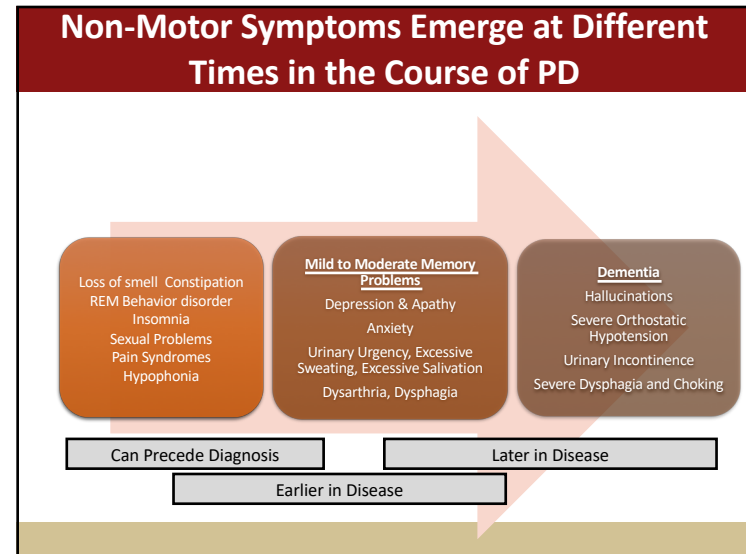 Non-Motor Symptoms Emerge at Different
Times in the Course of PD
Loss of smell Constipation
REM Behavior disorder
Insomnia
Sexual Problems
Pain Syndromes
Hypophonia
Mild to Moderate Memory
Problems
Depression & Apathy
Anxiety
Urinary Urgency, Excessive
Sweating, Excessive Salivation
Dysarthria, Dysphagia
Dementia
Hallucinations
Severe Orthostatic
Hypotension
Urinary Incontinence
Severe Dysphagia and Choking
Can Precede Diagnosis
Later in Disease
Earlier in Disease